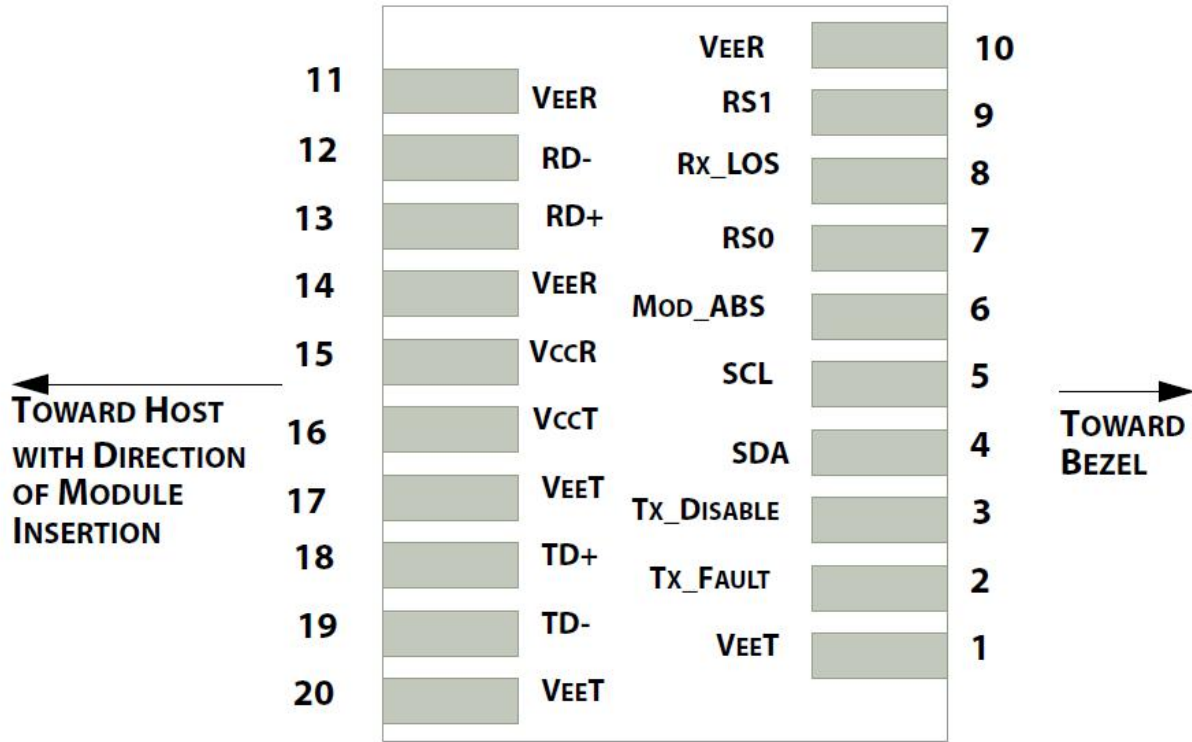 11 VEER
12 RD-
13 RD+
14 VEER
15 VCCR
16 VCCT
17 VEET
18 TD+
19 TD-
20 VEET
VEER 10
RS1 9
RX_LOS 8
RS0 7
MOD_ABS 6
SCL 5
SDA 4
TX_DISABLE 3
TX_FAULT 2
VEET 1
TOWARD HOST
WITH DIRECTION
OF MODULE
INSERTION
TOWARD
BEZEL